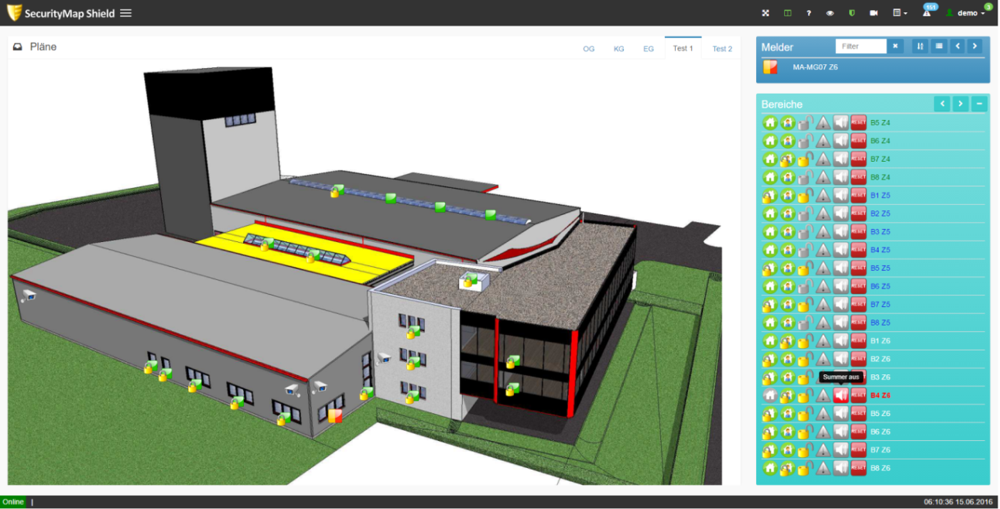 SecurityMap Shield
151
demo
3
Pläne
OG
KG
EG
Test 1
Test 2
Melder
Filter
MA-MG07 Z6
Bereiche
RESET B5 Z4
RESET B6 Z4
RESET B7 Z4
RESET B8 Z4
RESET B1 Z5
RESET B2 Z5
RESET B3 Z5
RESET B4 Z5
RESET B5 Z5
RESET B6 Z5
RESET B7 Z5
RESET B8 Z5
RESET B1 Z6
RESET B2 Z6
Summer aus B3 Z6
RESET B4 Z6
RESET B5 Z6
RESET B6 Z6
RESET B7 Z6
RESET B8 Z6
Online |
06:10:36 15.06.2016